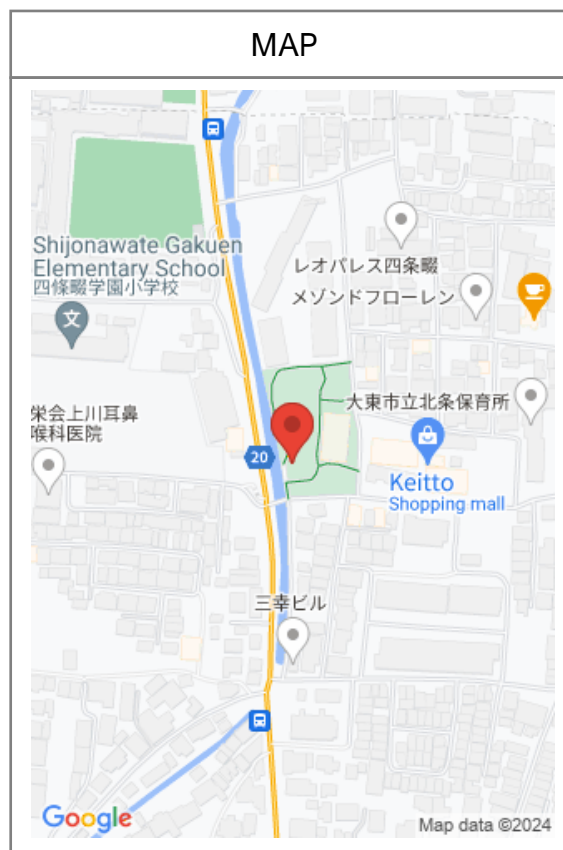 MAP
Shijonawate Gakuen
Elementary School
四條畷学園小学校
文
レオパレス四条畷
メゾンドフローレン
栄会上川耳鼻
喉科医院
大東市立北条保育所
20
Keitto
Shopping mall
三幸ビル
Google
Map data ©2024